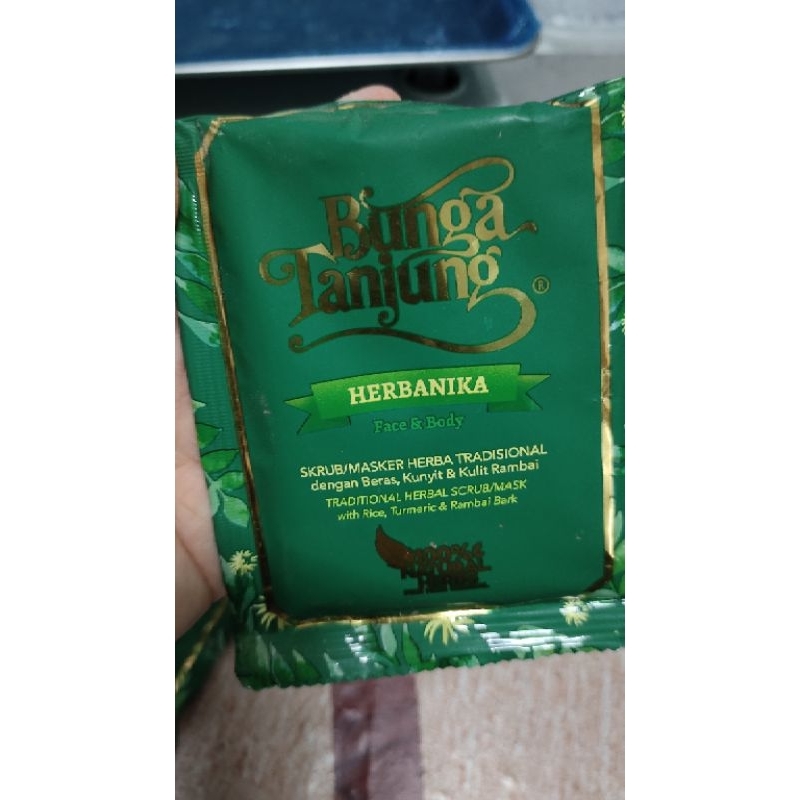 Bunga
Tanjung
®
HERBANIKA
Face & Body
SKRUB/MASKER HERBA TRADISIONAL
dengan Beras, Kunyit & Kulit Rambai
TRADITIONAL HERBAL SCRUB/MASK
with Rice, Turmeric & Rambai Bark
NATURAL